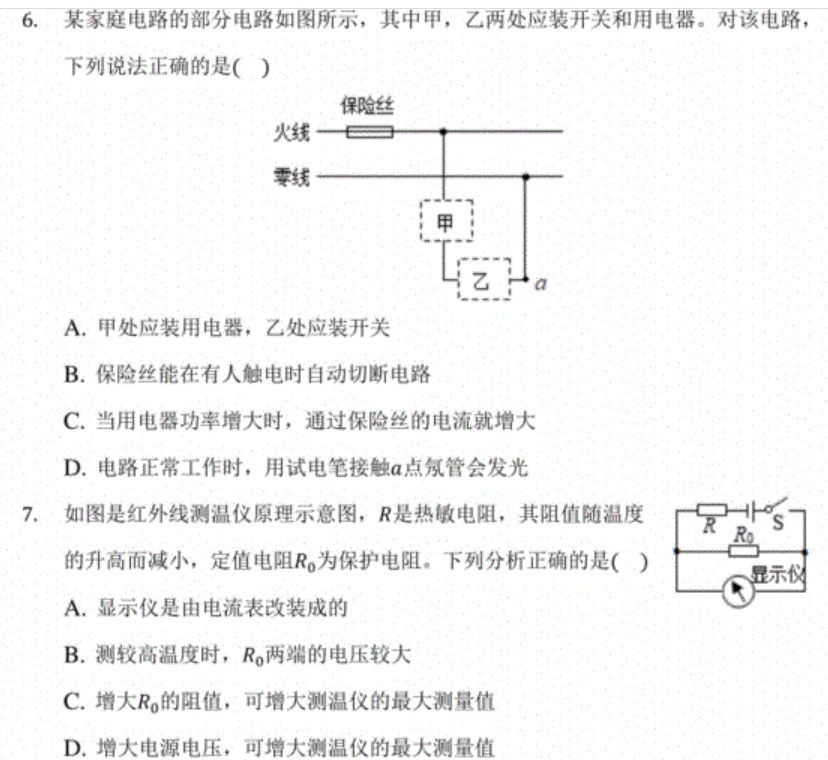 6. 某家庭电路的部分电路如图所示，其中甲，乙两处应装开关和用电器。对该电路，
下列说法正确的是( )
保险丝
火线
零线
甲
乙
a
A. 甲处应装用电器，乙处应装开关
B. 保险丝能在有人触电时自动切断电路
C. 当用电器功率增大时，通过保险丝的电流就增大
D. 电路正常工作时，用试电笔接触a点氖管会发光
7. 如图是红外线测温仪原理示意图，R是热敏电阻，其阻值随温度
的升高而减小，定值电阻R₀为保护电阻。下列分析正确的是( )
R
S
R₀
显示仪
A. 显示仪是由电流表改装成的
B. 测较高温度时，R₀两端的电压较大
C. 增大R₀的阻值，可增大测温仪的最大测量值
D. 增大电源电压，可增大测温仪的最大测量值